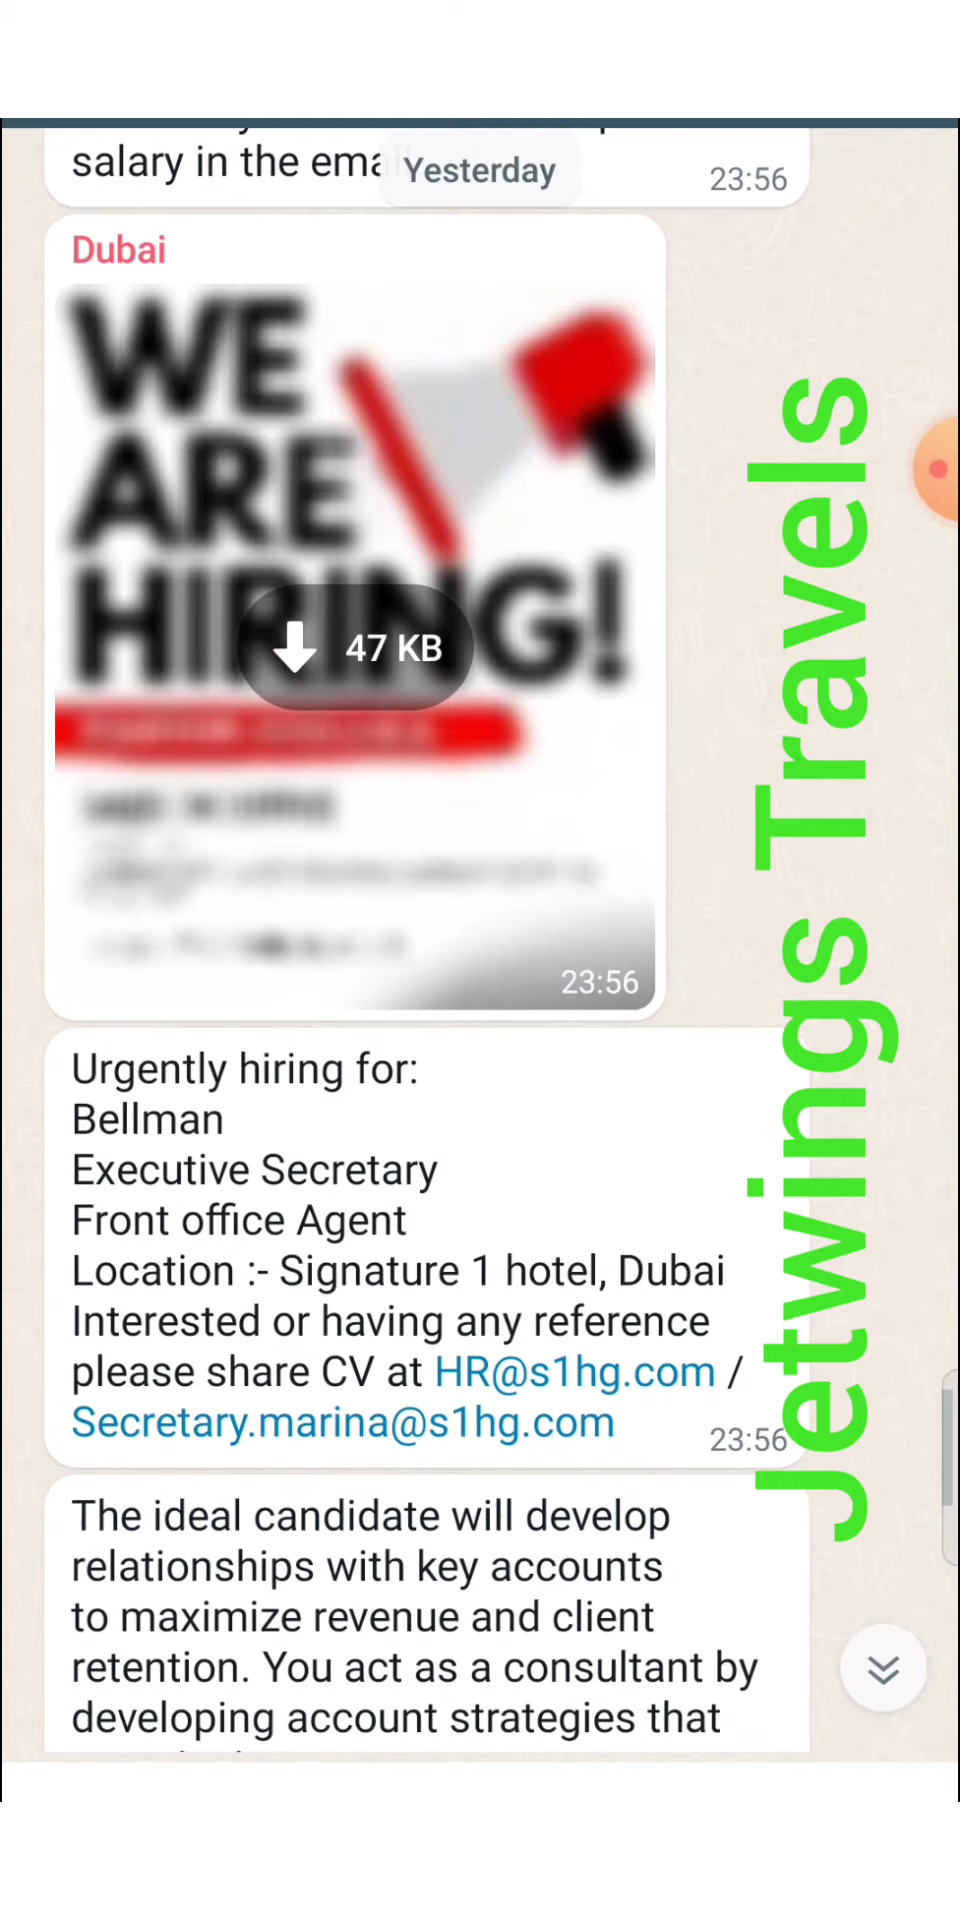 salary in the ema
Yesterday
23:56
Dubai
WE
ARE
HIRING!
47 KB
23:56
Urgently hiring for:
Bellman
Executive Secretary
Front office Agent
Location :- Signature 1 hotel, Dubai
Interested or having any reference
please share CV at HR@s1hg.com /
Secretary.marina@s1hg.com
23:56
The ideal candidate will develop
relationships with key accounts
to maximize revenue and client
retention. You act as a consultant by
developing account strategies that
Jetwings Travels